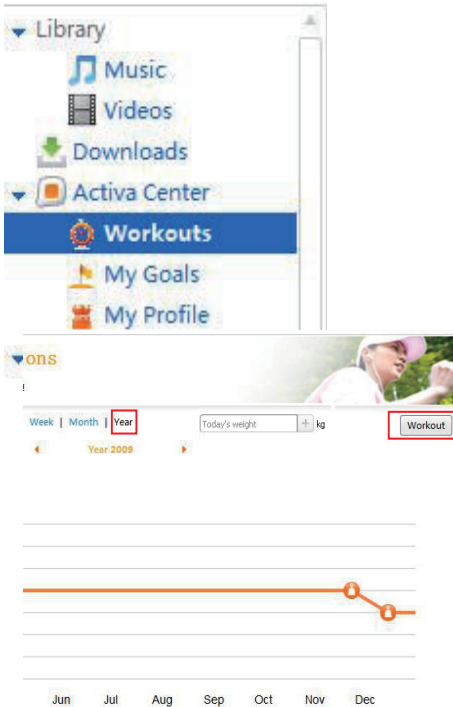 Library
Music
Videos
Downloads
Activa Center
Workouts
My Goals
My Profile
ons
!
Week | Month | Year Today's weight + kg Workout
Year 2009
Jun Jul Aug Sep Oct Nov Dec